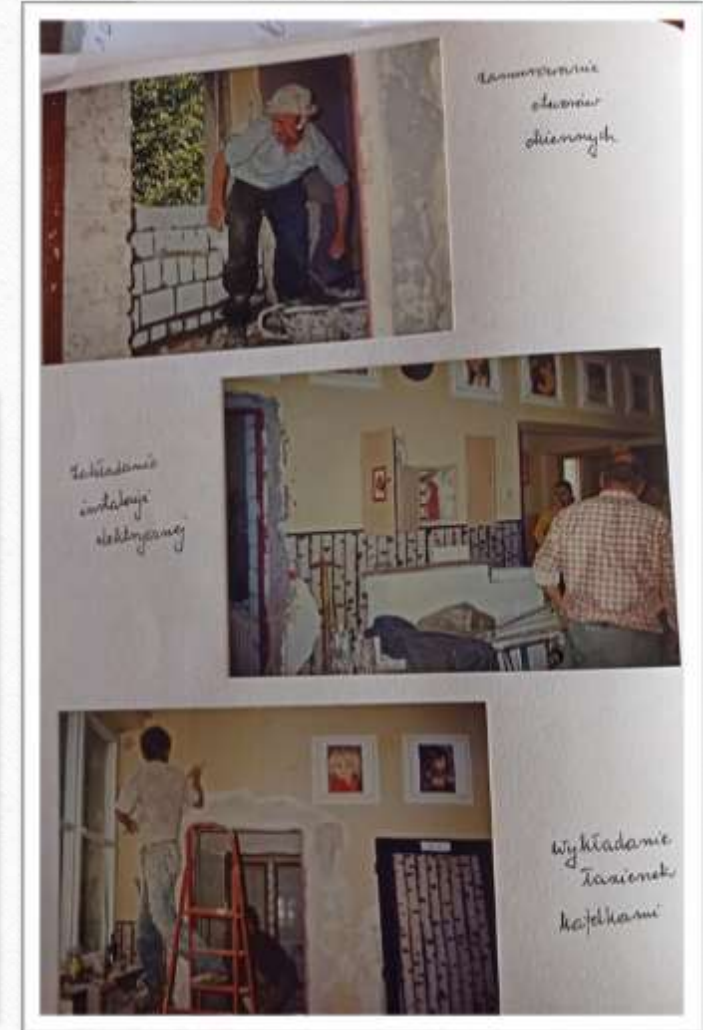 zamurowanie
otworów
okiennych
zakładanie
instalacji
elektrycznej
wykładanie
łazienek
kafelkami